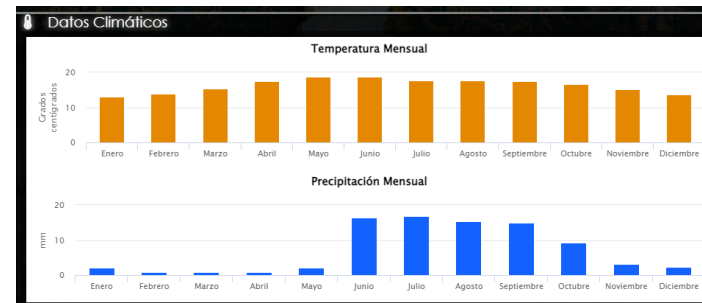 Datos Climáticos
Temperatura Mensual
20
10
0
Grados
centígrados
Enero Febrero Marzo Abril Mayo Junio Julio Agosto Septiembre Octubre Noviembre Diciembre
Precipitación Mensual
20
10
0
mm
Enero Febrero Marzo Abril Mayo Junio Julio Agosto Septiembre Octubre Noviembre Diciembre